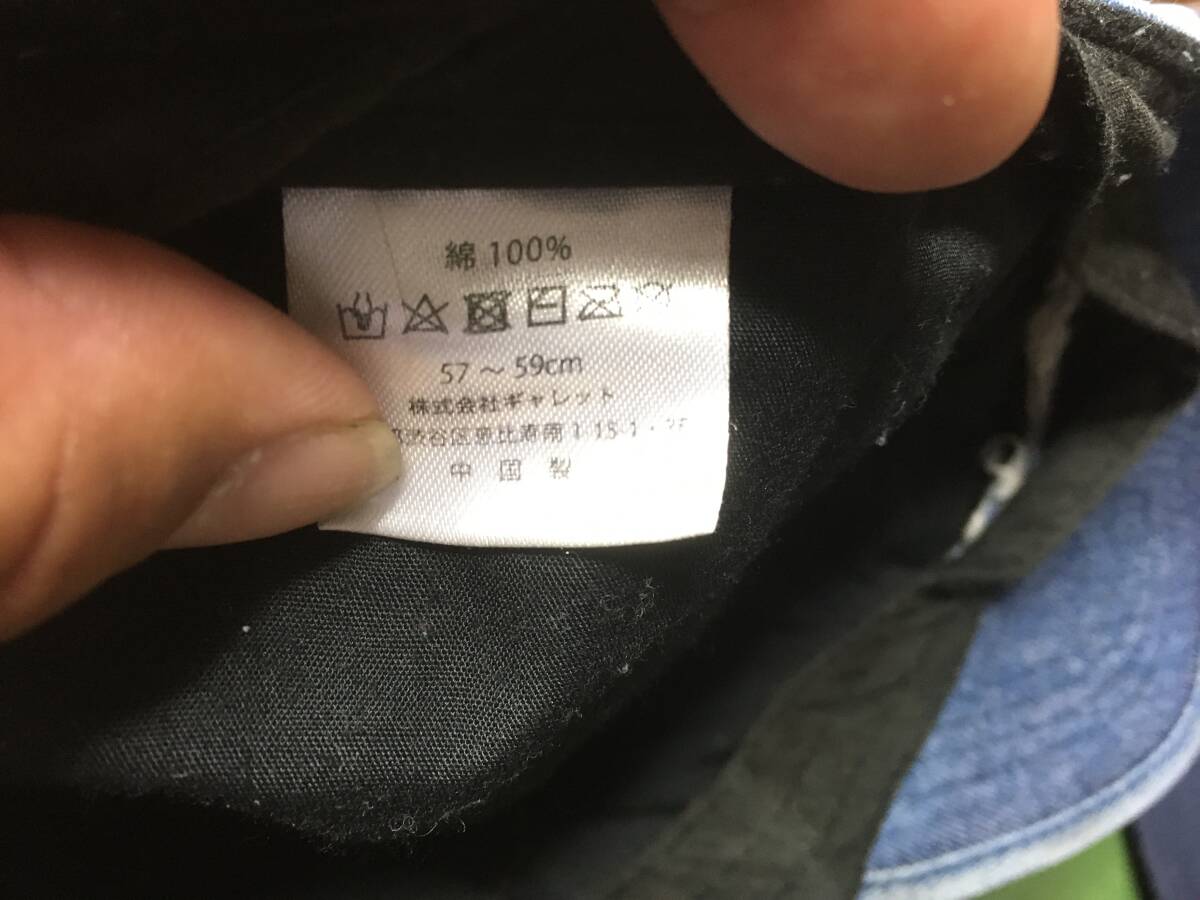 綿 100%
57 ～ 59cm
株式会社ギャレット
渋谷区恵比寿南 1-15-1
中 国 製